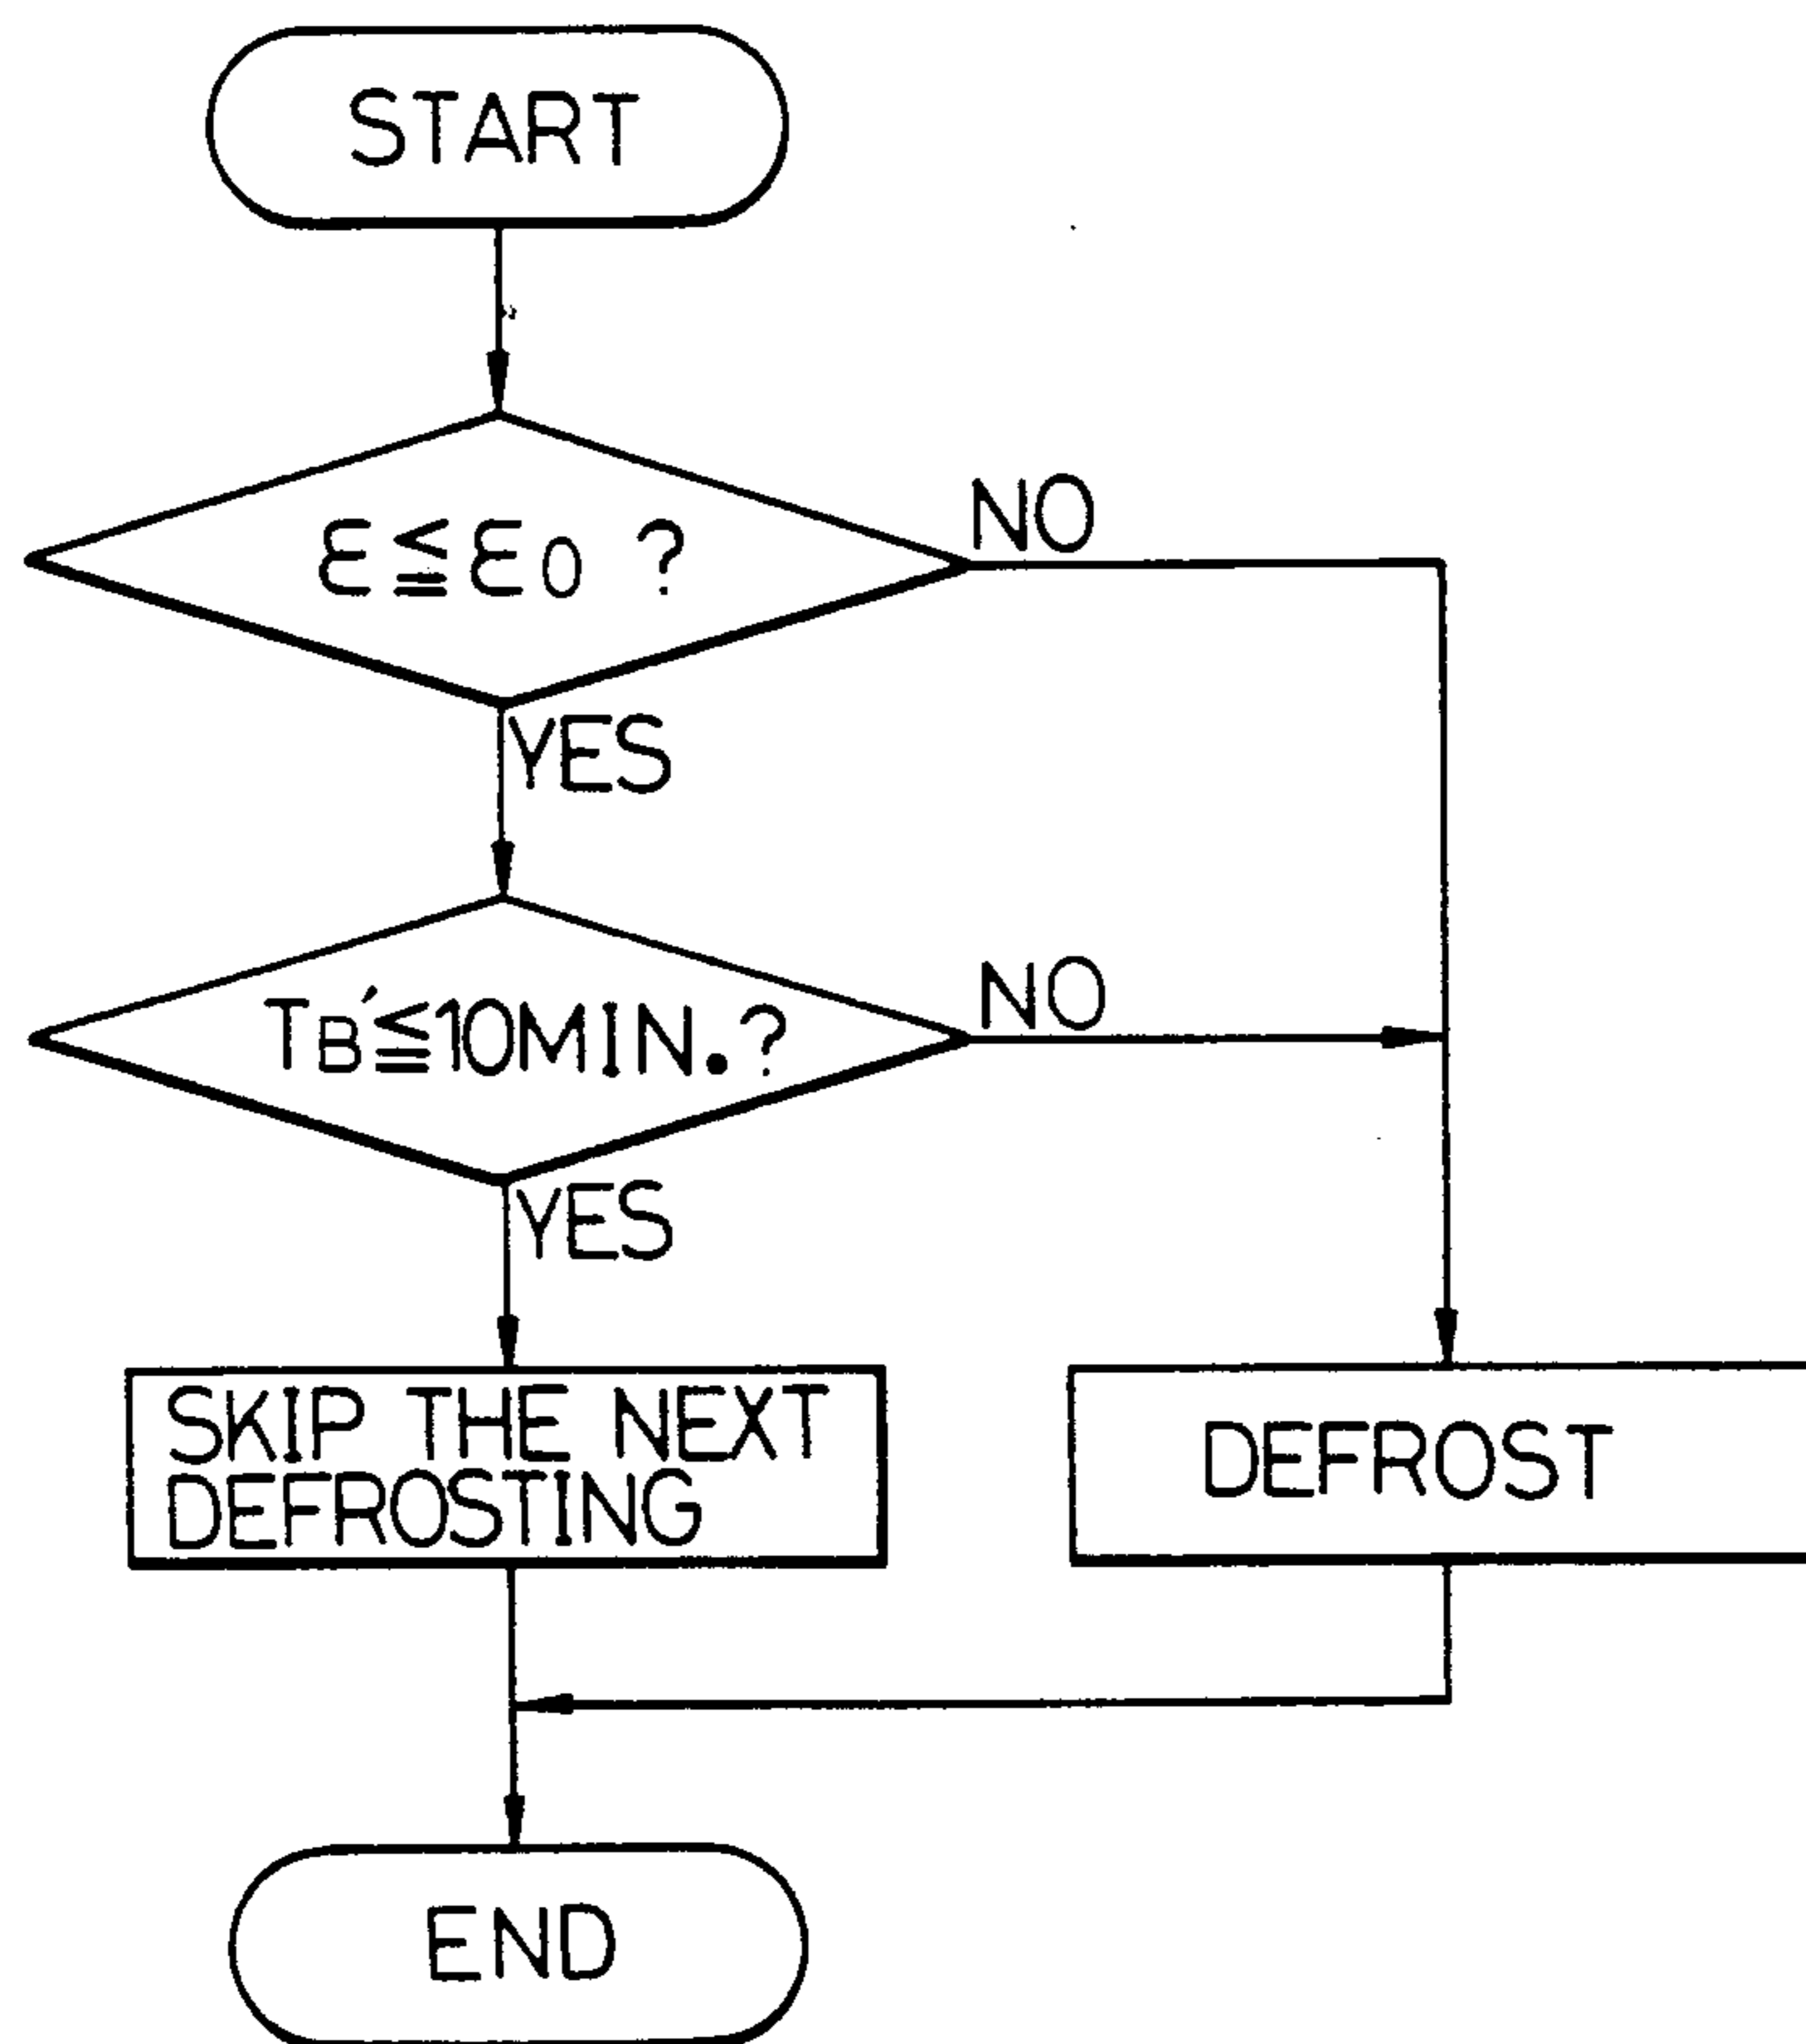 START
ε≦ε0 ?
NO
YES
TB'≦10MIN.?
NO
YES
SKIP THE NEXT
DEFROSTING
DEFROST
END